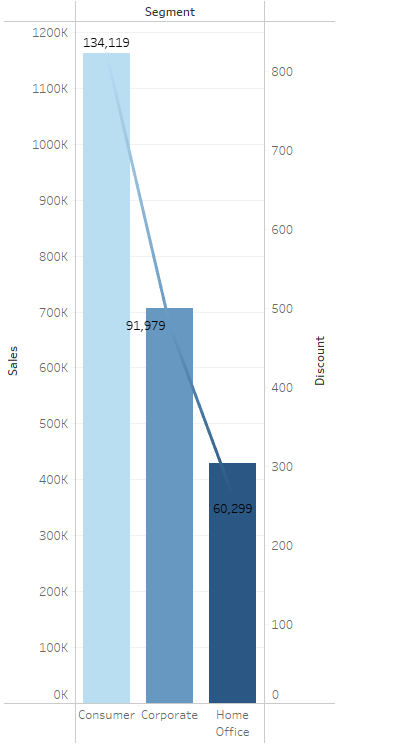 Segment
1200K
1100K
1000K
900K
800K
700K
600K
500K
400K
300K
200K
100K
0K
Sales
134,119
91,979
60,299
800
700
600
500
400
300
200
100
0
Discount
Consumer
Corporate
Home
Office